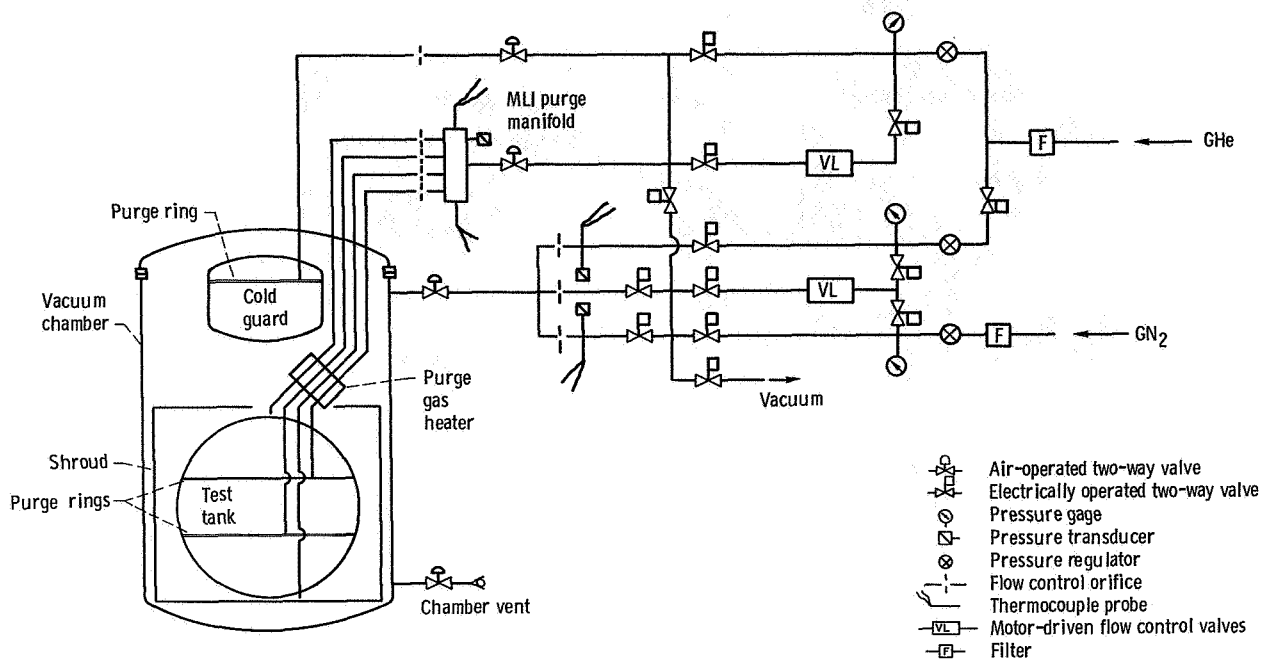 MLI purge
manifold
VL
F
GHe
Purge ring
Cold
guard
Vacuum
chamber
VL
F
GN2
Purge
gas
heater
Vacuum
Shroud
Purge rings
Test
tank
Chamber vent
Air-operated two-way valve
Electrically operated two-way valve
Pressure gage
Pressure transducer
Pressure regulator
Flow control orifice
Thermocouple probe
VL Motor-driven flow control valves
F Filter